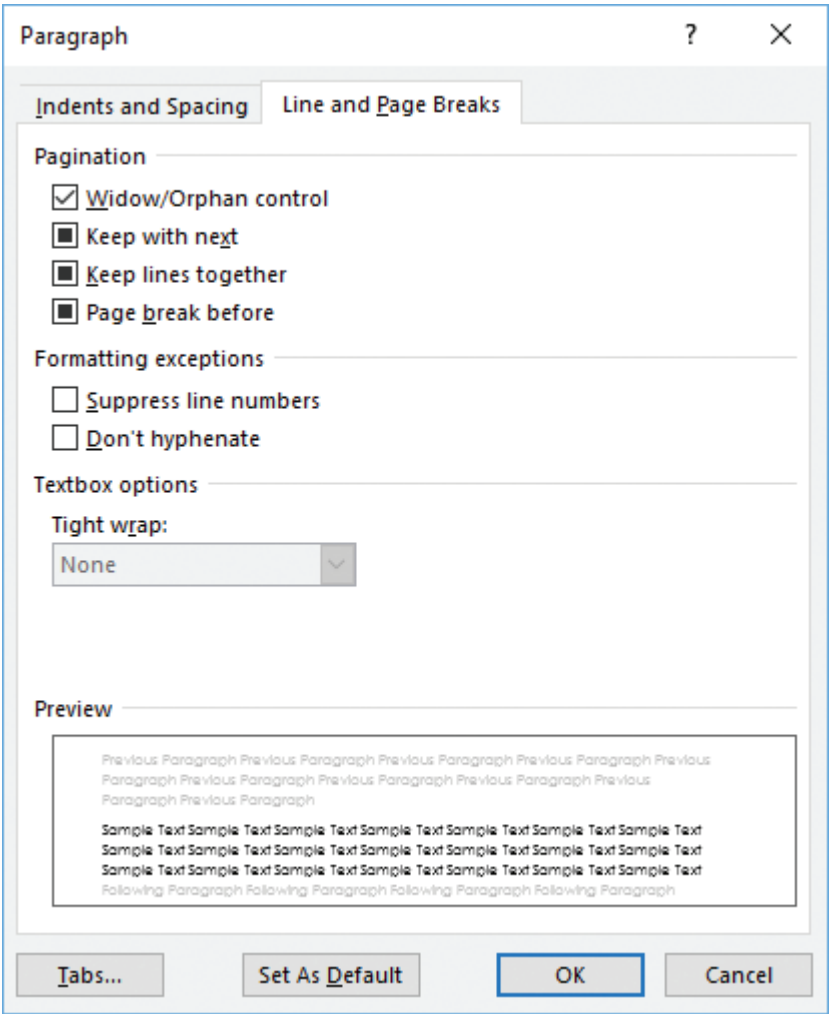 Paragraph ?
Indents and Spacing Line and Page Breaks
Pagination
Widow/Orphan control
Keep with next
Keep lines together
Page break before
Formatting exceptions
Suppress line numbers
Don't hyphenate
Textbox options
Tight wrap:
None
Preview
Previous Paragraph Previous Paragraph Previous Paragraph Previous Paragraph Previous
Paragraph Previous Paragraph Previous Paragraph Previous Paragraph Previous
Paragraph Previous Paragraph
Sample Text Sample Text Sample Text Sample Text Sample Text Sample Text Sample Text
Sample Text Sample Text Sample Text Sample Text Sample Text Sample Text Sample Text
Sample Text Sample Text Sample Text Sample Text Sample Text Sample Text Sample Text
Following Paragraph Following Paragraph Following Paragraph Following Paragraph
Tabs... Set As Default OK Cancel